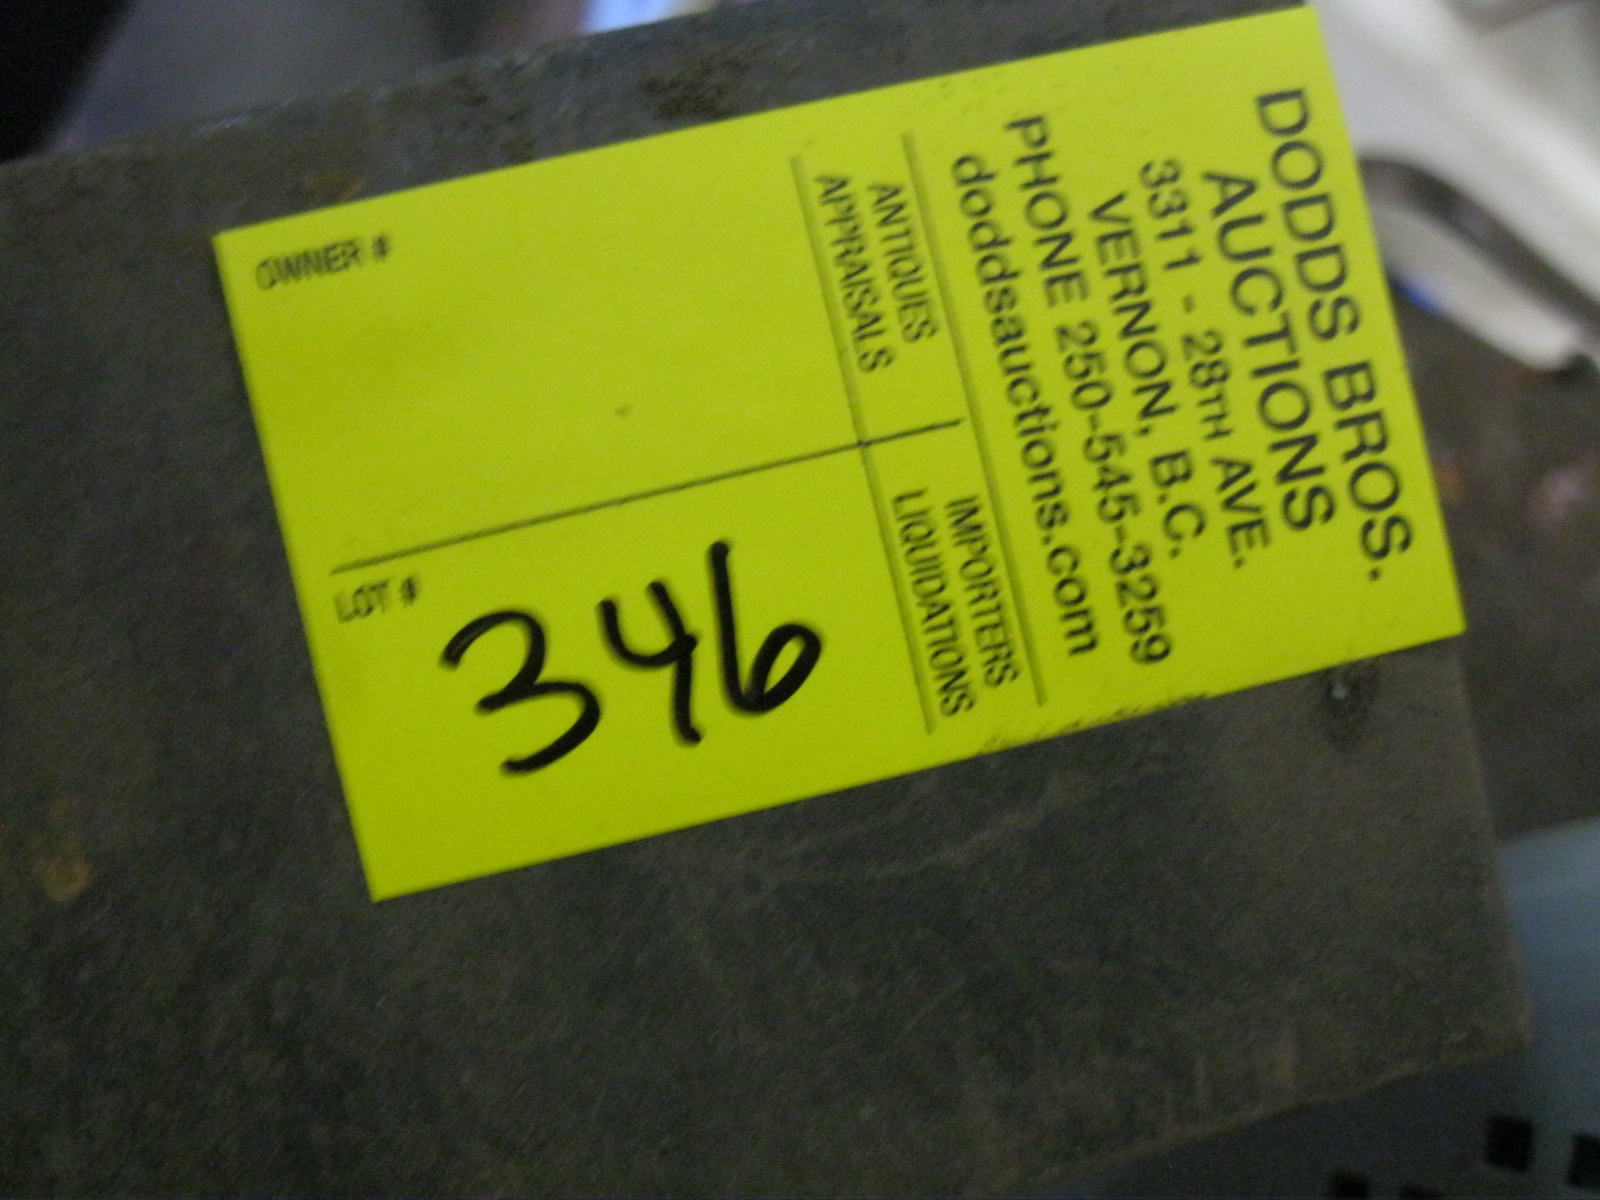 DODDS BROS.
AUCTIONS
3311 - 28TH AVE.
VERNON, B.C.
PHONE 250-545-3259
doddsauctions.com
ANTIQUES
APPRAISALS
IMPORTERS
LIQUIDATIONS
OWNER #
LOT #
346